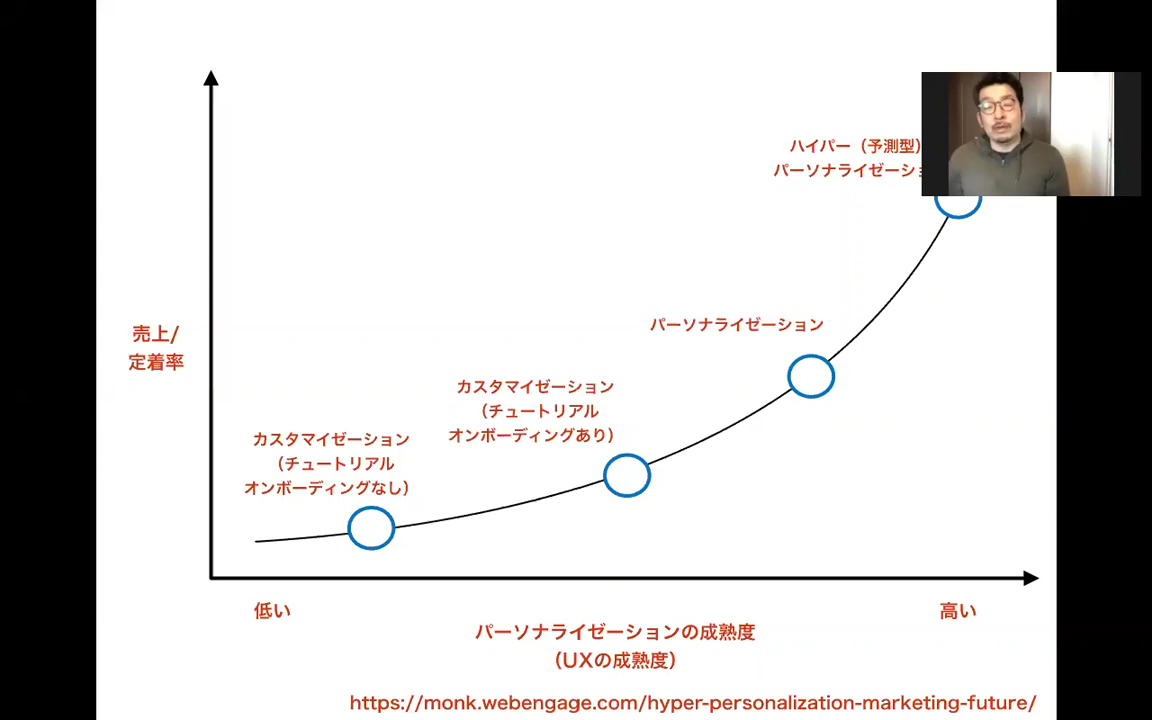 ハイパー（予測型）
パーソナライゼーショ
パーソナライゼーション
売上/
定着率
カスタマイゼーション
（チュートリアル
オンボーディングあり）
カスタマイゼーション
（チュートリアル
オンボーディングなし）
低い
高い
パーソナライゼーションの成熟度
（UXの成熟度）
https://monk.webengage.com/hyper-personalization-marketing-future/